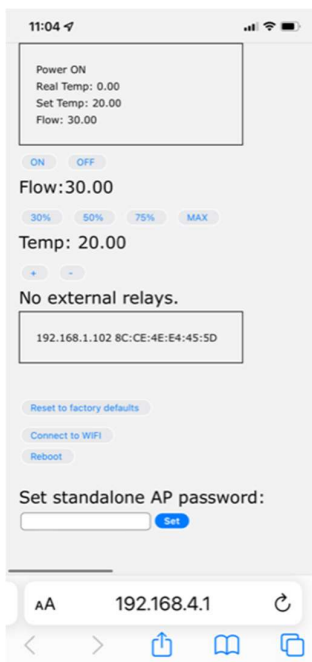 11:04
Power ON
Real Temp: 0.00
Set Temp: 20.00
Flow: 30.00
ON OFF
Flow:30.00
30% 50% 75% MAX
Temp: 20.00
+ -
No external relays.
192.168.1.102 8C:CE:4E:E4:45:5D
Reset to factory defaults
Connect to WIFI
Reboot
Set standalone AP password:
Set
AA 192.168.4.1